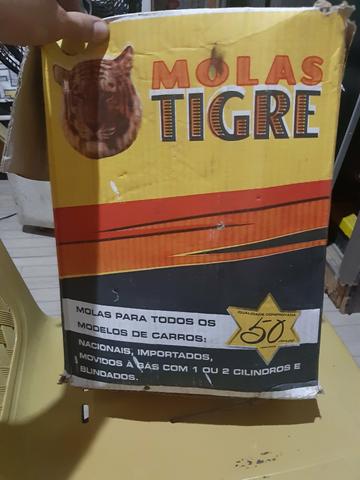 MOLAS
TIGRE
MOLAS PARA TODOS OS
MODELOS DE CARROS:
NACIONAIS, IMPORTADOS,
MOVIDOS À GÁS COM 1 OU 2 CILINDROS E
BLINDADOS.
QUALIDADE COMPROVADA
50